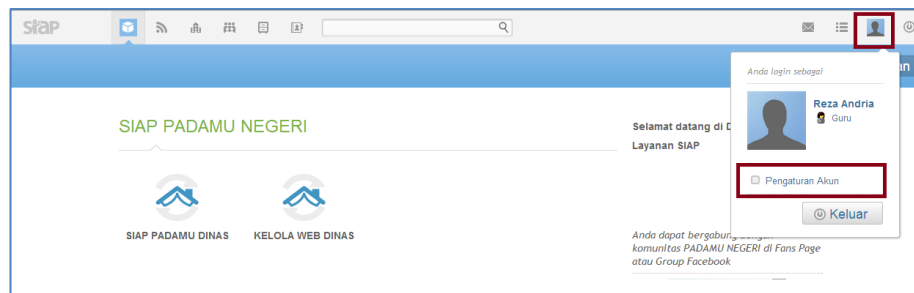 siap
an
Anda login sebagai
Reza Andria
Guru
Pengaturan Akun
Keluar
SIAP PADAMU NEGERI
SIAP PADAMU DINAS
KELOLA WEB DINAS
Selamat datang di D
Layanan SIAP
Anda dapat bergabung dengan
komunitas PADAMU NEGERI di Fans Page
atau Group Facebook